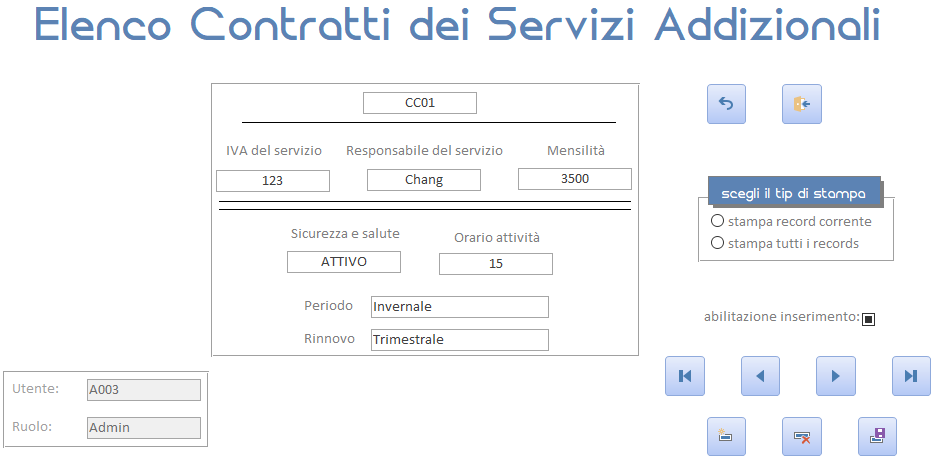 Elenco Contratti dei Servizi Addizionali
CC01
IVA del servizio Responsabile del servizio Mensilità
123 Chang 3500
scegli il tip di stampa
stampa record corrente
stampa tutti i records
Sicurezza e salute Orario attività
ATTIVO 15
Periodo Invernale
Rinnovo Trimestrale
abilitazione inserimento:
Utente: A003
Ruolo: Admin